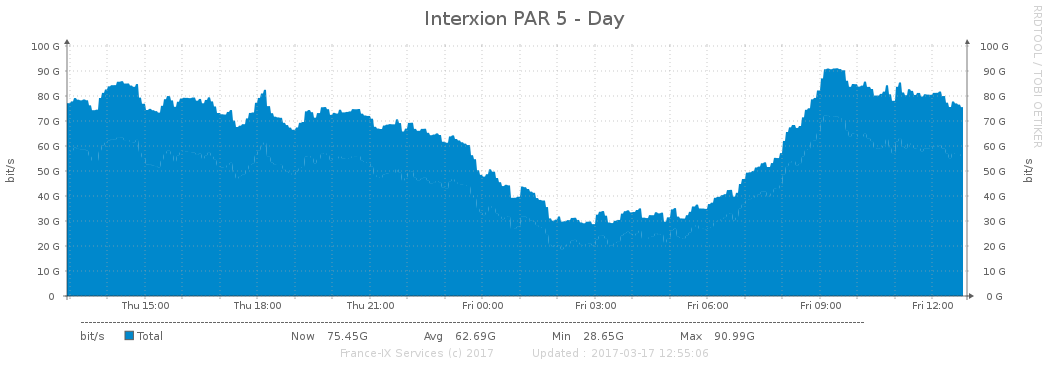 Interxion PAR 5 - Day
RRDTOOL / TOBI OETIKER
100 G 100 G
90 G 90 G
80 G 80 G
70 G 70 G
60 G 60 G
50 G 50 G
40 G 40 G
30 G 30 G
20 G 20 G
10 G 10 G
0 0 G
bit/s bit/s
Thu 15:00 Thu 18:00 Thu 21:00 Fri 00:00 Fri 03:00 Fri 06:00 Fri 09:00 Fri 12:00
bit/s Total Now 75.45G Avg 62.69G Min 28.65G Max 90.99G
France-IX Services (c) 2017 Updated : 2017-03-17 12:55:06